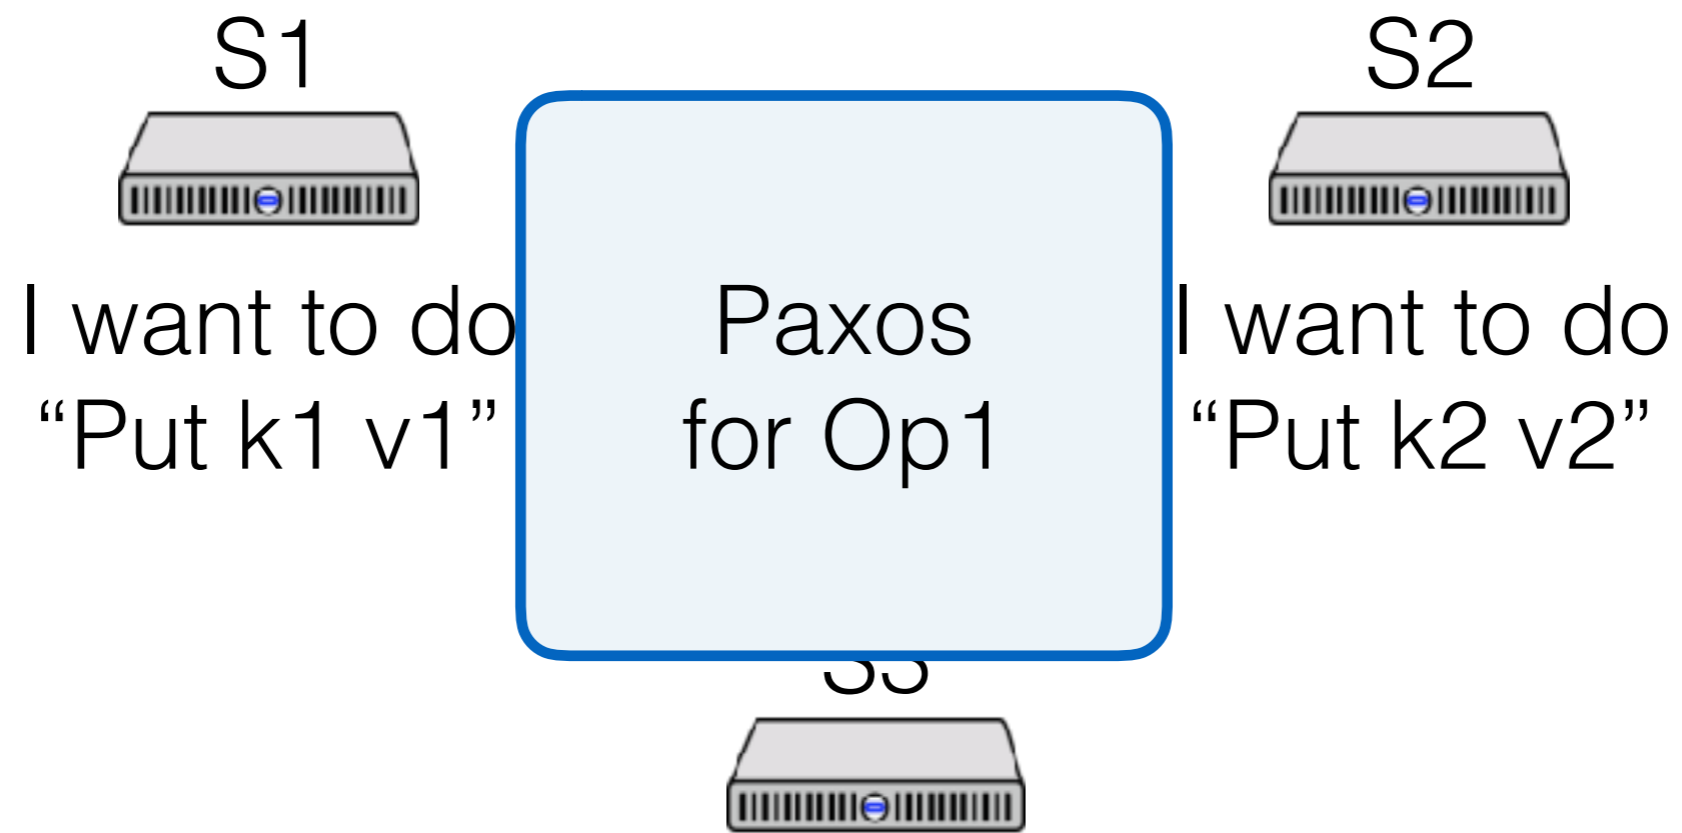 S1
S2
I want to do
“Put k1 v1”
Paxos
for Op1
I want to do
“Put k2 v2”